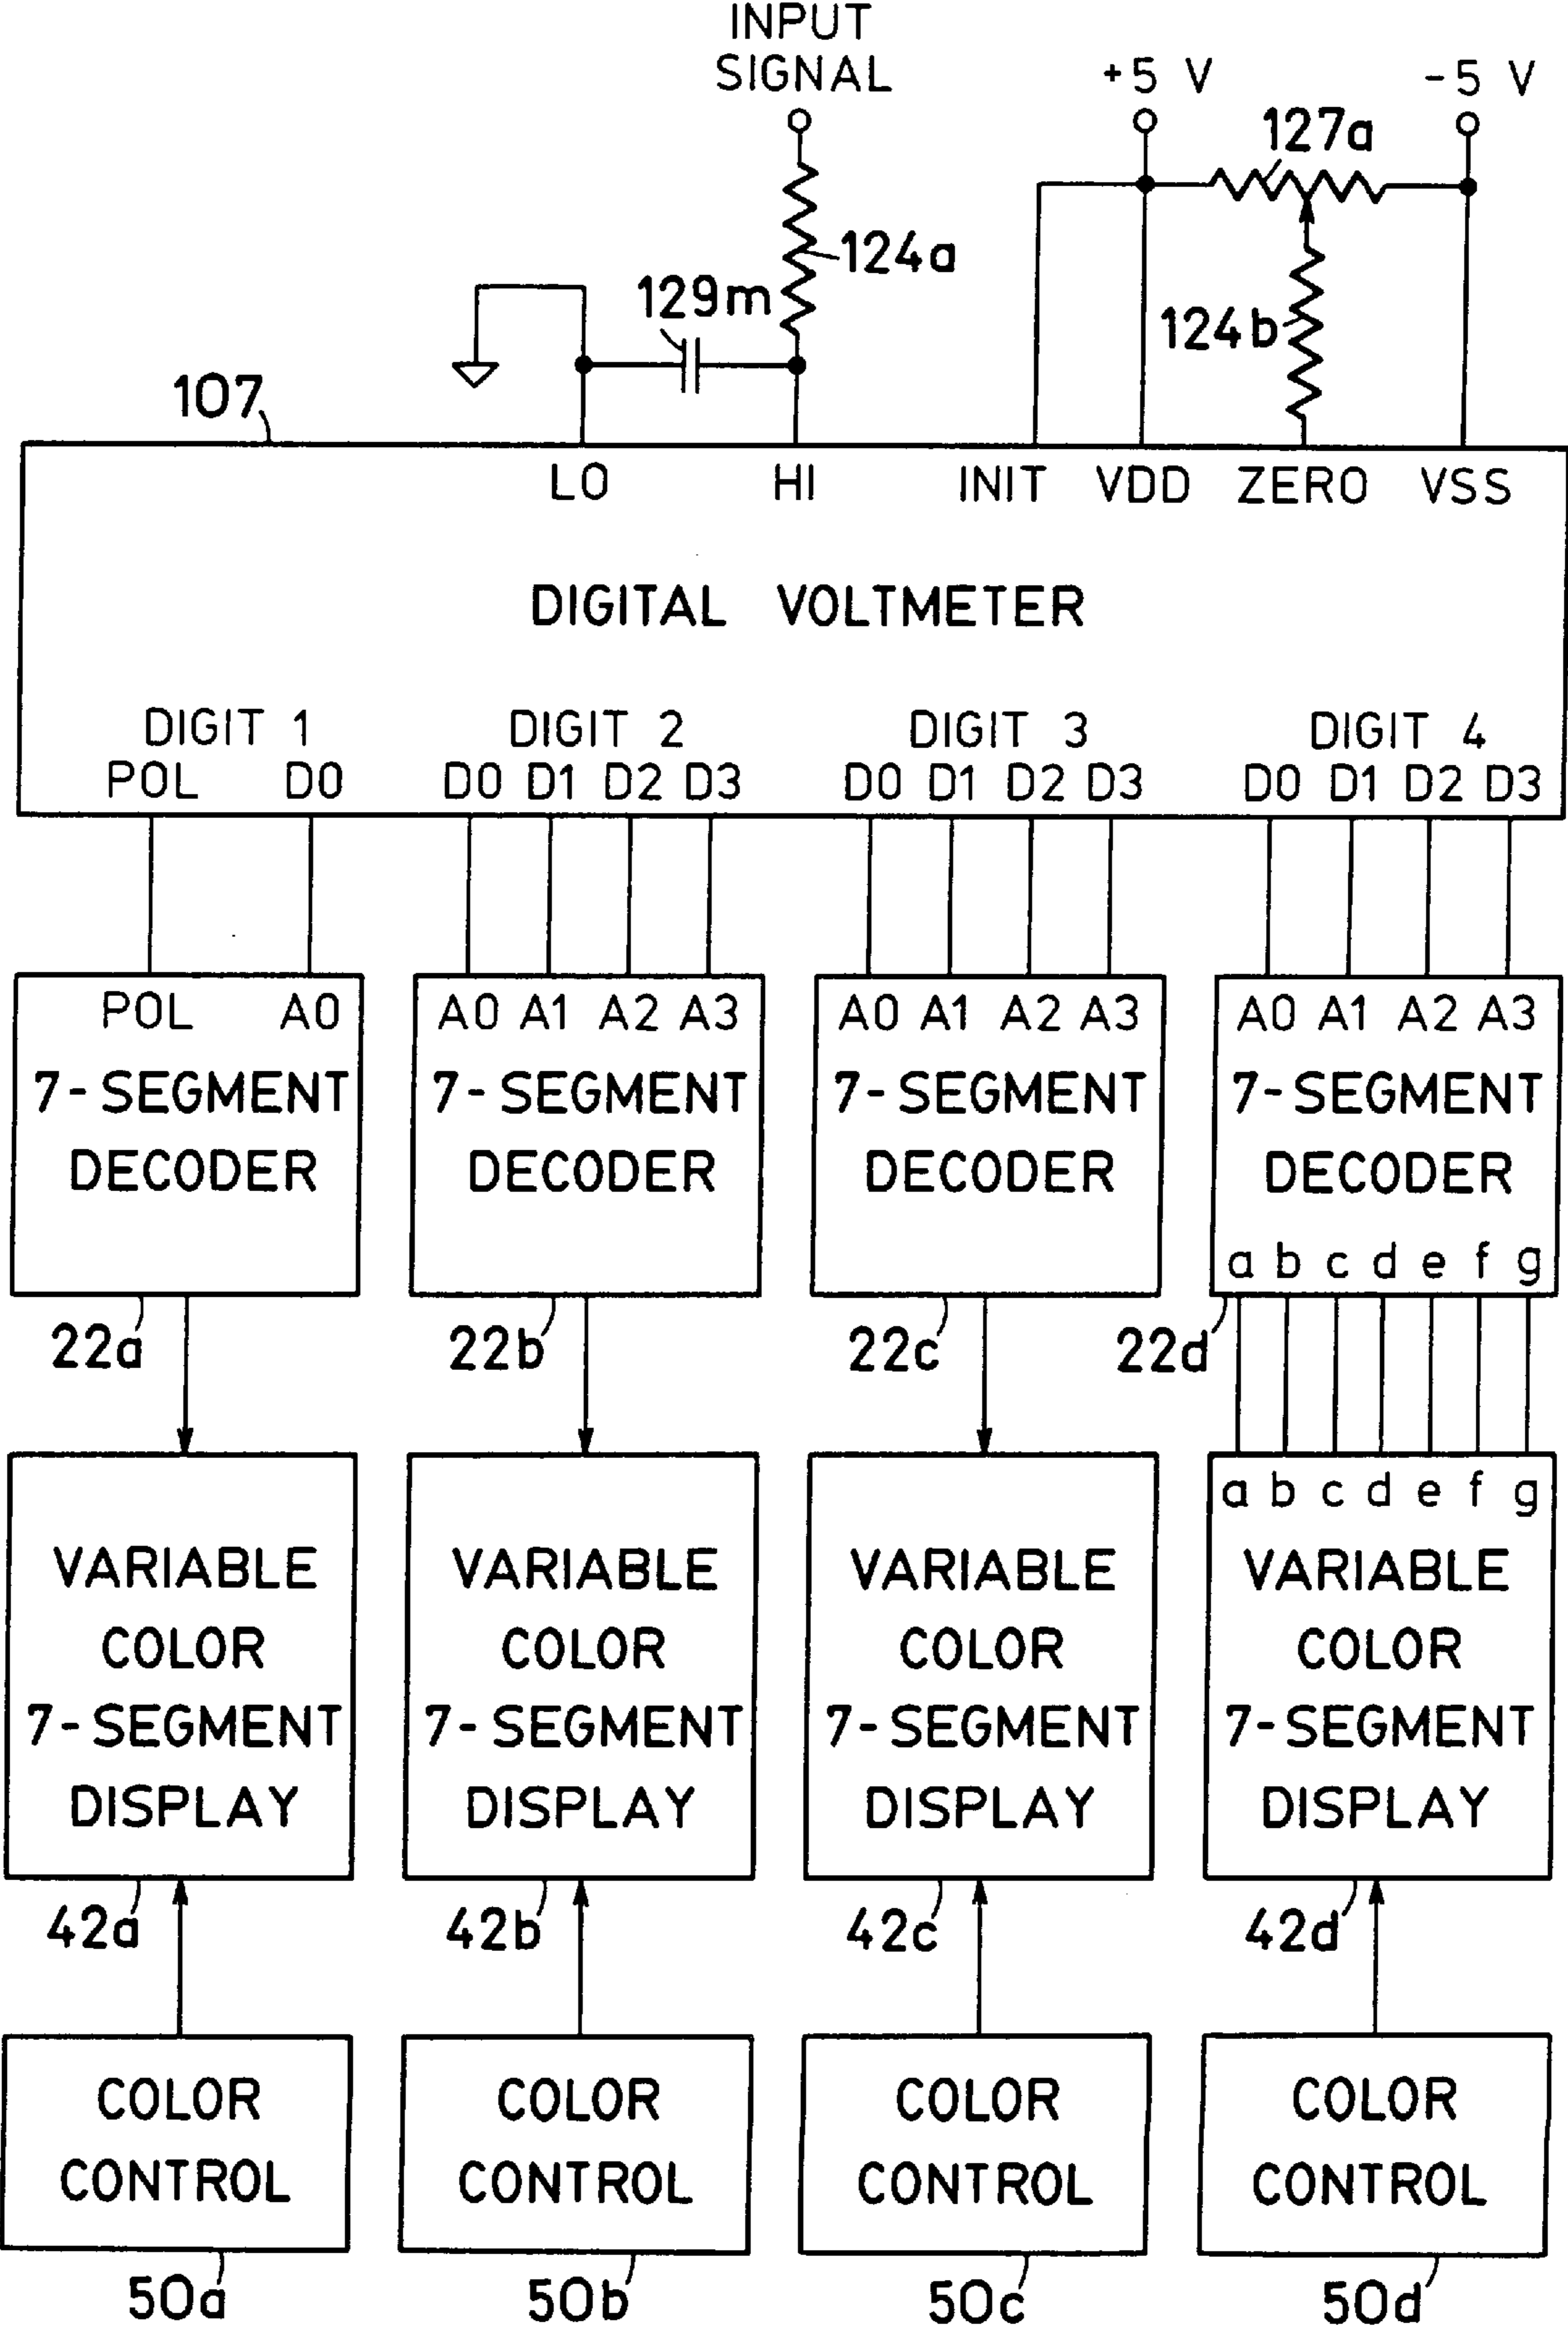 INPUT
SIGNAL
+5 V
-5 V
127a
124a
129m
124b
107
LO HI INIT VDD ZERO VSS
DIGITAL VOLTMETER
DIGIT 1 DIGIT 2 DIGIT 3 DIGIT 4
POL D0 D0 D1 D2 D3 D0 D1 D2 D3 D0 D1 D2 D3
POL A0 A0 A1 A2 A3 A0 A1 A2 A3 A0 A1 A2 A3
7-SEGMENT 7-SEGMENT 7-SEGMENT 7-SEGMENT
DECODER DECODER DECODER DECODER
a b c d e f g
22a 22b 22c 22d
a b c d e f g
VARIABLE VARIABLE VARIABLE VARIABLE
COLOR COLOR COLOR COLOR
7-SEGMENT 7-SEGMENT 7-SEGMENT 7-SEGMENT
DISPLAY DISPLAY DISPLAY DISPLAY
42a 42b 42c 42d
COLOR COLOR COLOR COLOR
CONTROL CONTROL CONTROL CONTROL
50a 50b 50c 50d